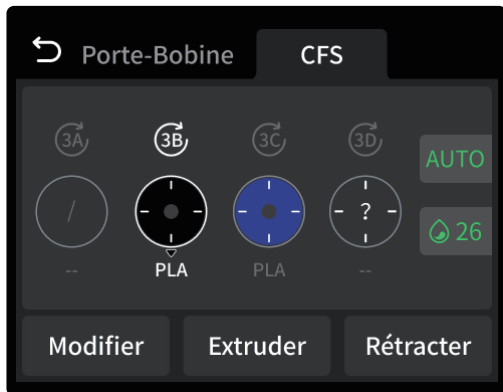 Porte-Bobine CFS
3A 3B 3C 3D
AUTO
/ ?
26
-- PLA PLA --
Modifier Extruder Rétracter